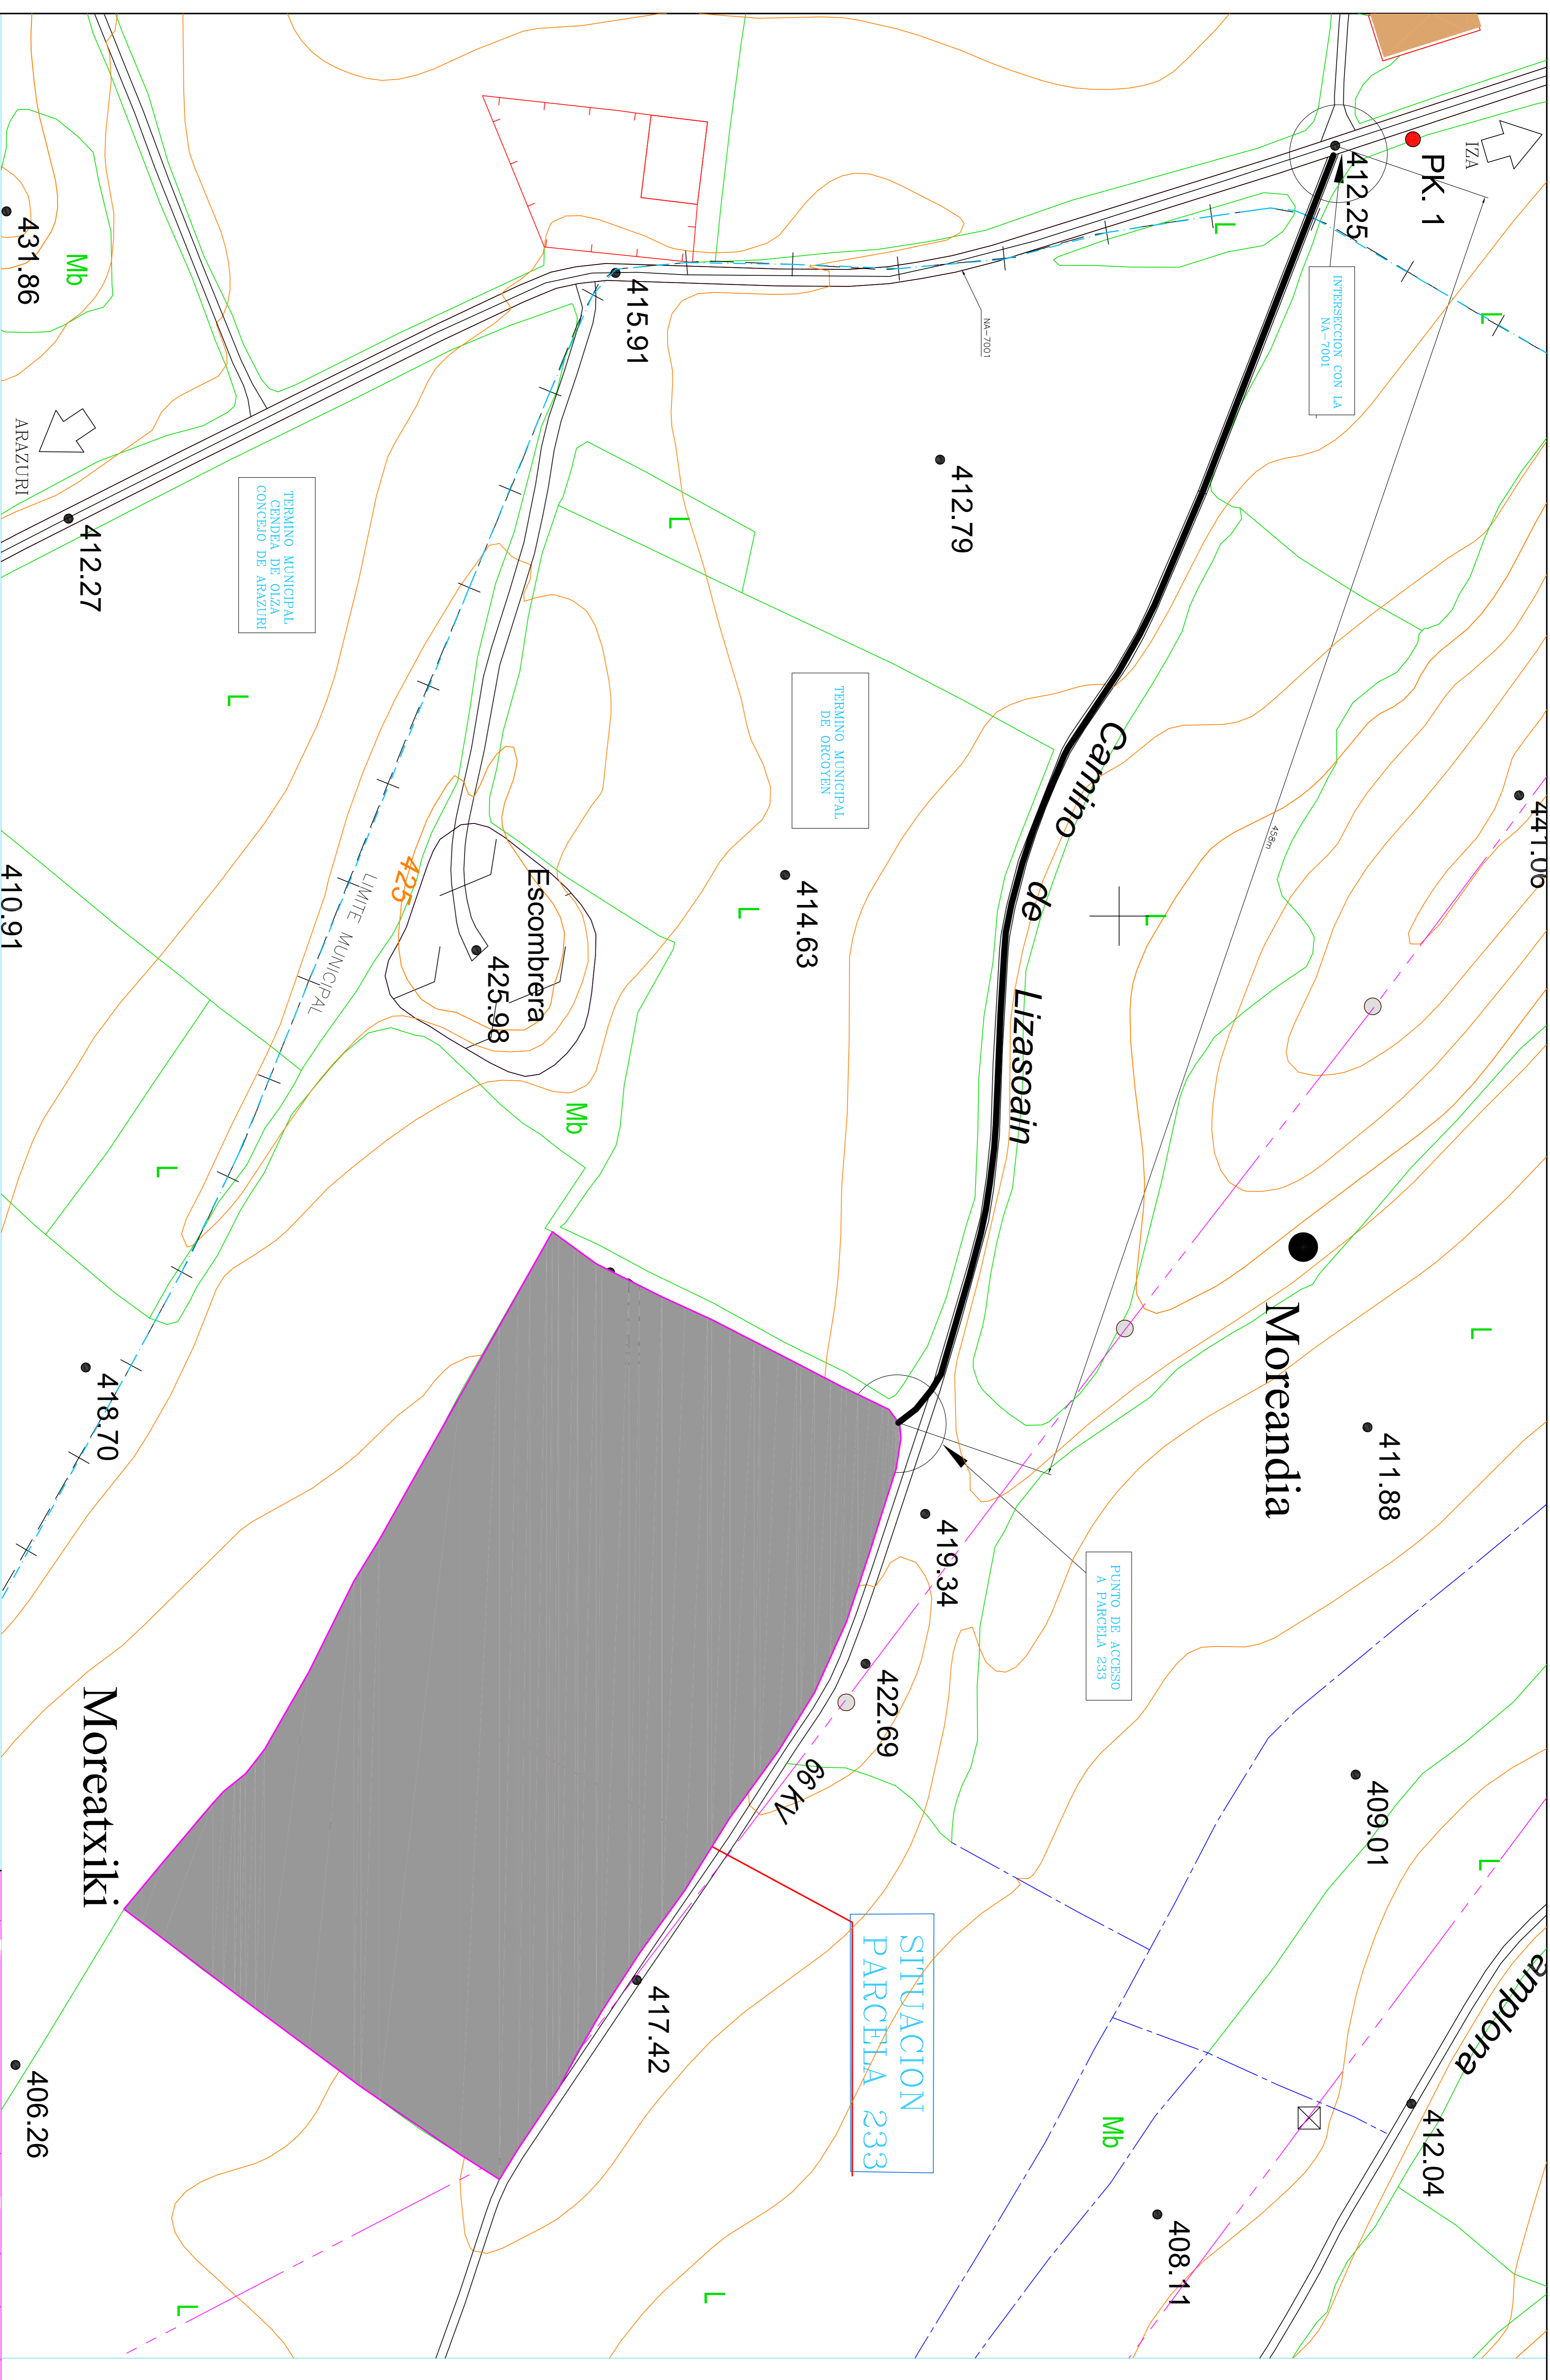 IZA
PK. 1
412.25
L
L
INTERSECCION CON LA
NA-7001
458m
441.06
L
NA-7001
415.91
412.79
Mb
431.86
ARAZURI
412.27
TERMINO MUNICIPAL
CENDEA DE OLZA
CONCEJO DE ARAZURI
L
L
TERMINO MUNICIPAL
DE ORCOYEN
Camino de Lizasoain
414.63
L
425
Escombrera
425.98
LIMITE MUNICIPAL
410.91
L
Mb
Moreandia
L
411.88
418.70
419.34
PUNTO DE ACCESO
A PARCELA 233
422.69
66 KV
409.01
L
Moreatxiki
SITUACION
PARCELA 233
417.42
406.26
amplona
412.04
Mb
408.11
L
L